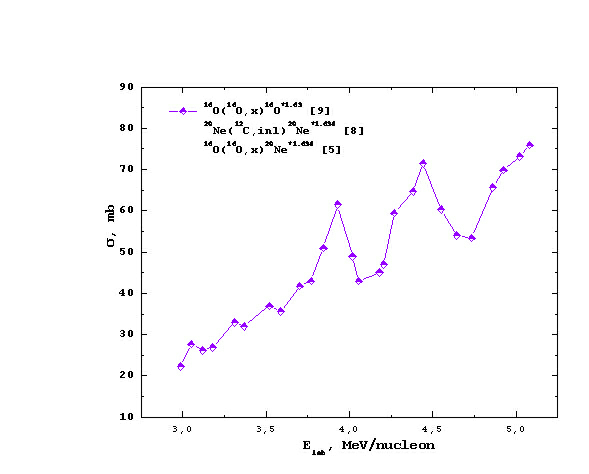 90
80
70
60
50
40
30
20
10
σ, mb
16O(16O,x)16O*1.63 [9]
20Ne(12C,inl)20Ne*1.636 [8]
16O(16O,x)20Ne*1.636 [5]
3,0 3,5 4,0 4,5 5,0
Elab, MeV/nucleon